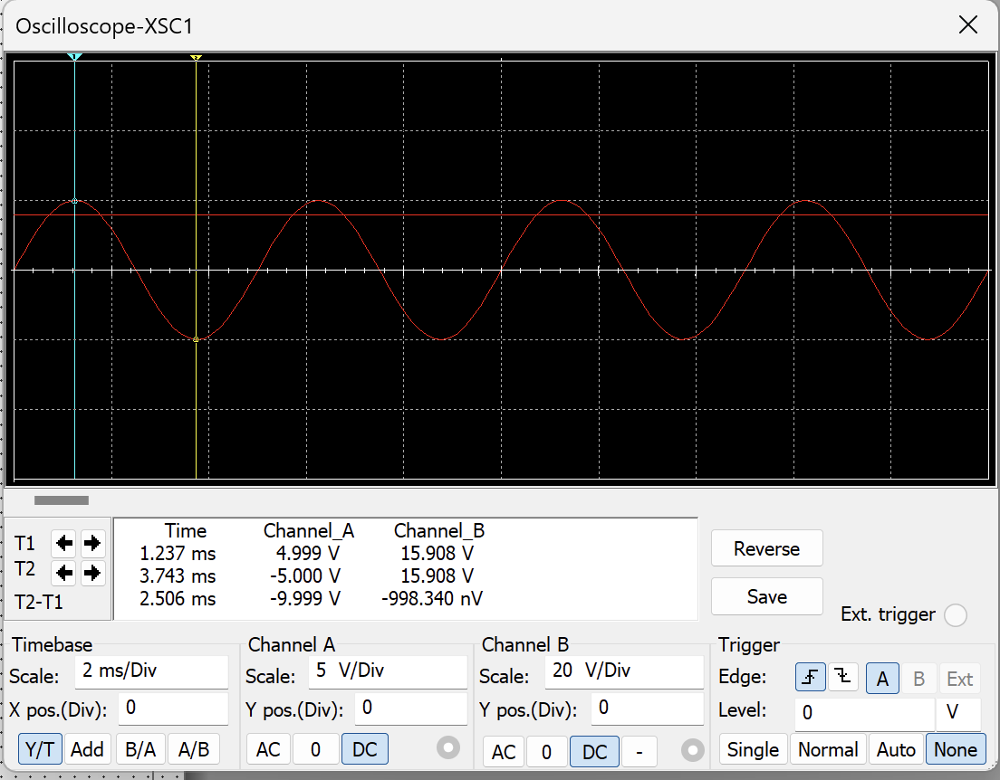 Oscilloscope-XSC1
1
2
Time Channel_A Channel_B
T1 1.237 ms 4.999 V 15.908 V
T2 3.743 ms -5.000 V 15.908 V
T2-T1 2.506 ms -9.999 V -998.340 nV
Reverse
Save
Ext. trigger
Timebase
Scale: 2 ms/Div
X pos.(Div): 0
Y/T Add B/A A/B
Channel A
Scale: 5 V/Div
Y pos.(Div): 0
AC 0 DC
Channel B
Scale: 20 V/Div
Y pos.(Div): 0
AC 0 DC -
Trigger
Edge: A B Ext
Level: 0 V
Single Normal Auto None